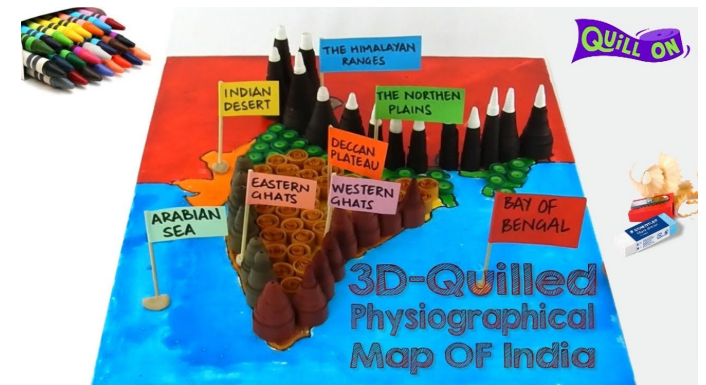 QUILL ON
THE HIMALAYAN
RANGES
INDIAN
DESERT
THE NORTHEN
PLAINS
DECCAN
PLATEAU
EASTERN
GHATS
WESTERN
GHATS
ARABIAN
SEA
BAY OF
BENGAL
3D-Quilled
Physiographical
Map OF India